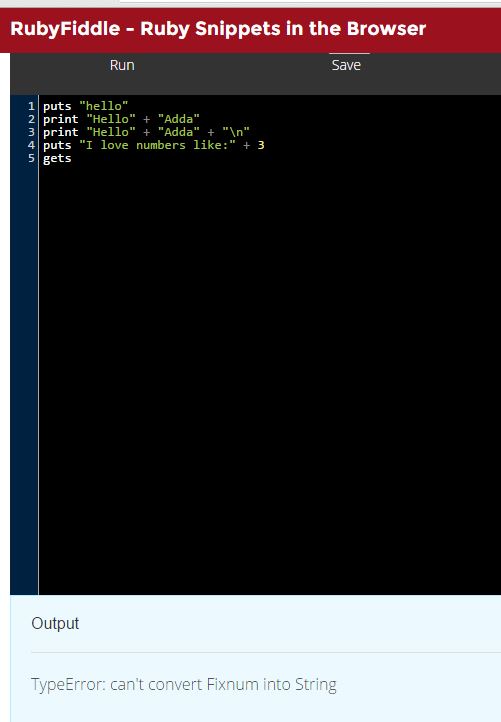 RubyFiddle - Ruby Snippets in the Browser
Run Save
1 puts "hello"
2 print "Hello" + "Adda"
3 print "Hello" + "Adda" + "\n"
4 puts "I love numbers like:" + 3
5 gets
Output
TypeError: can't convert Fixnum into String